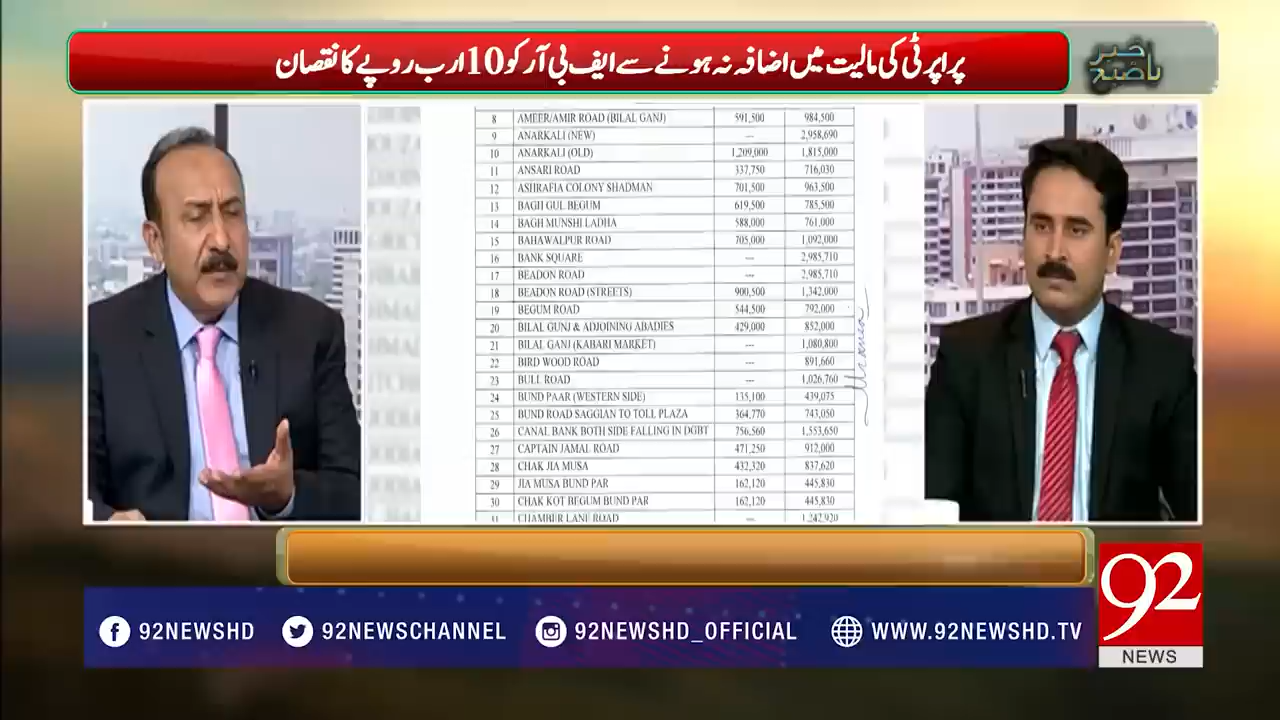 پراپرٹی کی مالیت میں اضافہ نہ ہونے سے ایف بی آر کو 10 ارب روپے کا نقصان
8 AMEER/AMIR ROAD (BILAL GANJ) 591,500 984,500
9 ANARKALI (NEW) --- 2,958,690
10 ANARKALI (OLD) 1,209,000 1,815,000
11 ANSARI ROAD 337,750 716,030
12 ASHRAFIA COLONY SHADMAN 701,500 963,500
13 BAGH GUL BEGUM 619,500 785,500
14 BAGH MUNSHI LADHA 588,000 761,000
15 BAHAWALPUR ROAD 705,000 1,092,000
16 BANK SQUARE --- 2,985,710
17 BEADON ROAD --- 2,985,710
18 BEADON ROAD (STREETS) 900,500 1,342,000
19 BEGUM ROAD 544,500 792,000
20 BILAL GUNJ & ADJOINING ABADIES 429,000 852,000
21 BILAL GANJ (KABARI MARKET) --- 1,080,800
22 BIRD WOOD ROAD --- 891,660
23 BULL ROAD --- 1,026,760
24 BUND PAAR (WESTERN SIDE) 135,100 439,075
25 BUND ROAD SAGGIAN TO TOLL PLAZA 364,770 743,050
26 CANAL BANK BOTH SIDE FALLING IN DGBT 756,560 1,553,650
27 CAPTAIN JAMAL ROAD 471,250 912,000
28 CHAK JIA MUSA 432,320 837,620
29 JIA MUSA BUND PAR 162,120 445,830
30 CHAK KOT BEGUM BUND PAR 162,120 445,830
31 CHAMBER LANE ROAD --- 1,242,920
92NEWSHD 92NEWSCHANNEL 92NEWSHD_OFFICIAL WWW.92NEWSHD.TV
92
NEWS